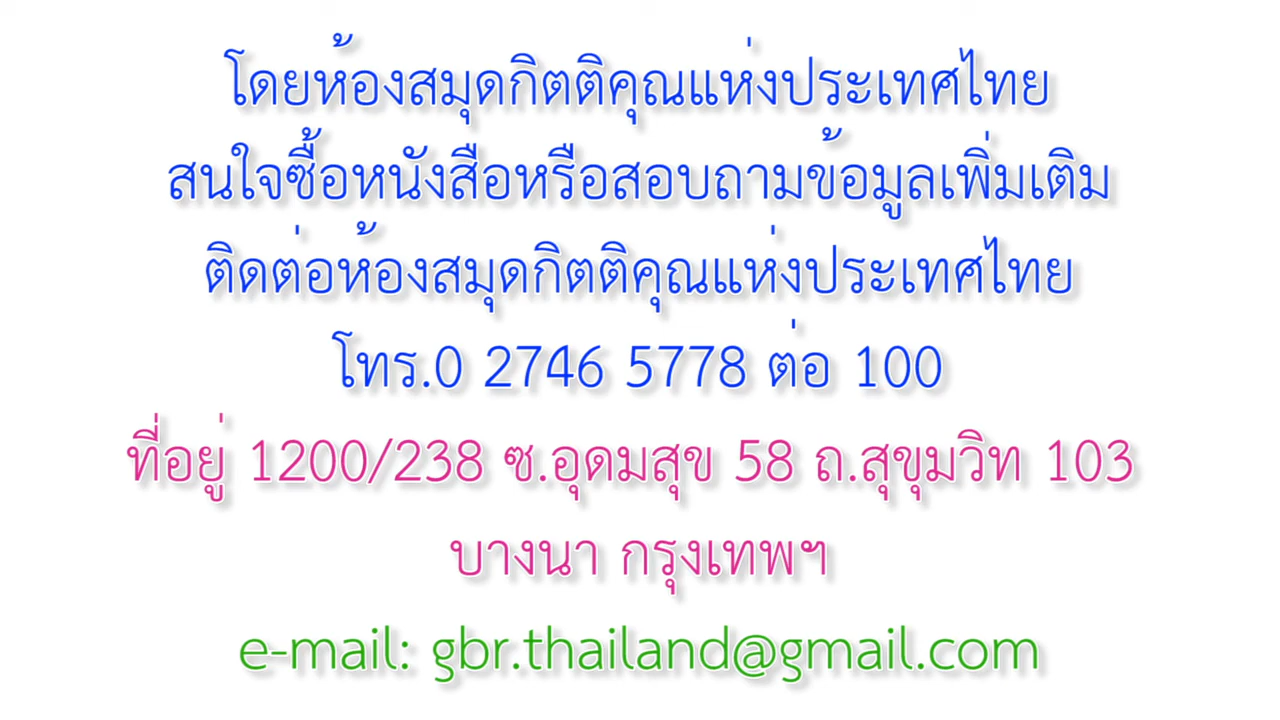 โดยห้องสมุดกิตติคุณแห่งประเทศไทย
สนใจซื้อหนังสือหรือสอบถามข้อมูลเพิ่มเติม
ติดต่อห้องสมุดกิตติคุณแห่งประเทศไทย
โทร.0 2746 5778 ต่อ 100
ที่อยู่ 1200/238 ซ.อุดมสุข 58 ถ.สุขุมวิท 103
บางนา กรุงเทพฯ
e-mail: gbr.thailand@gmail.com